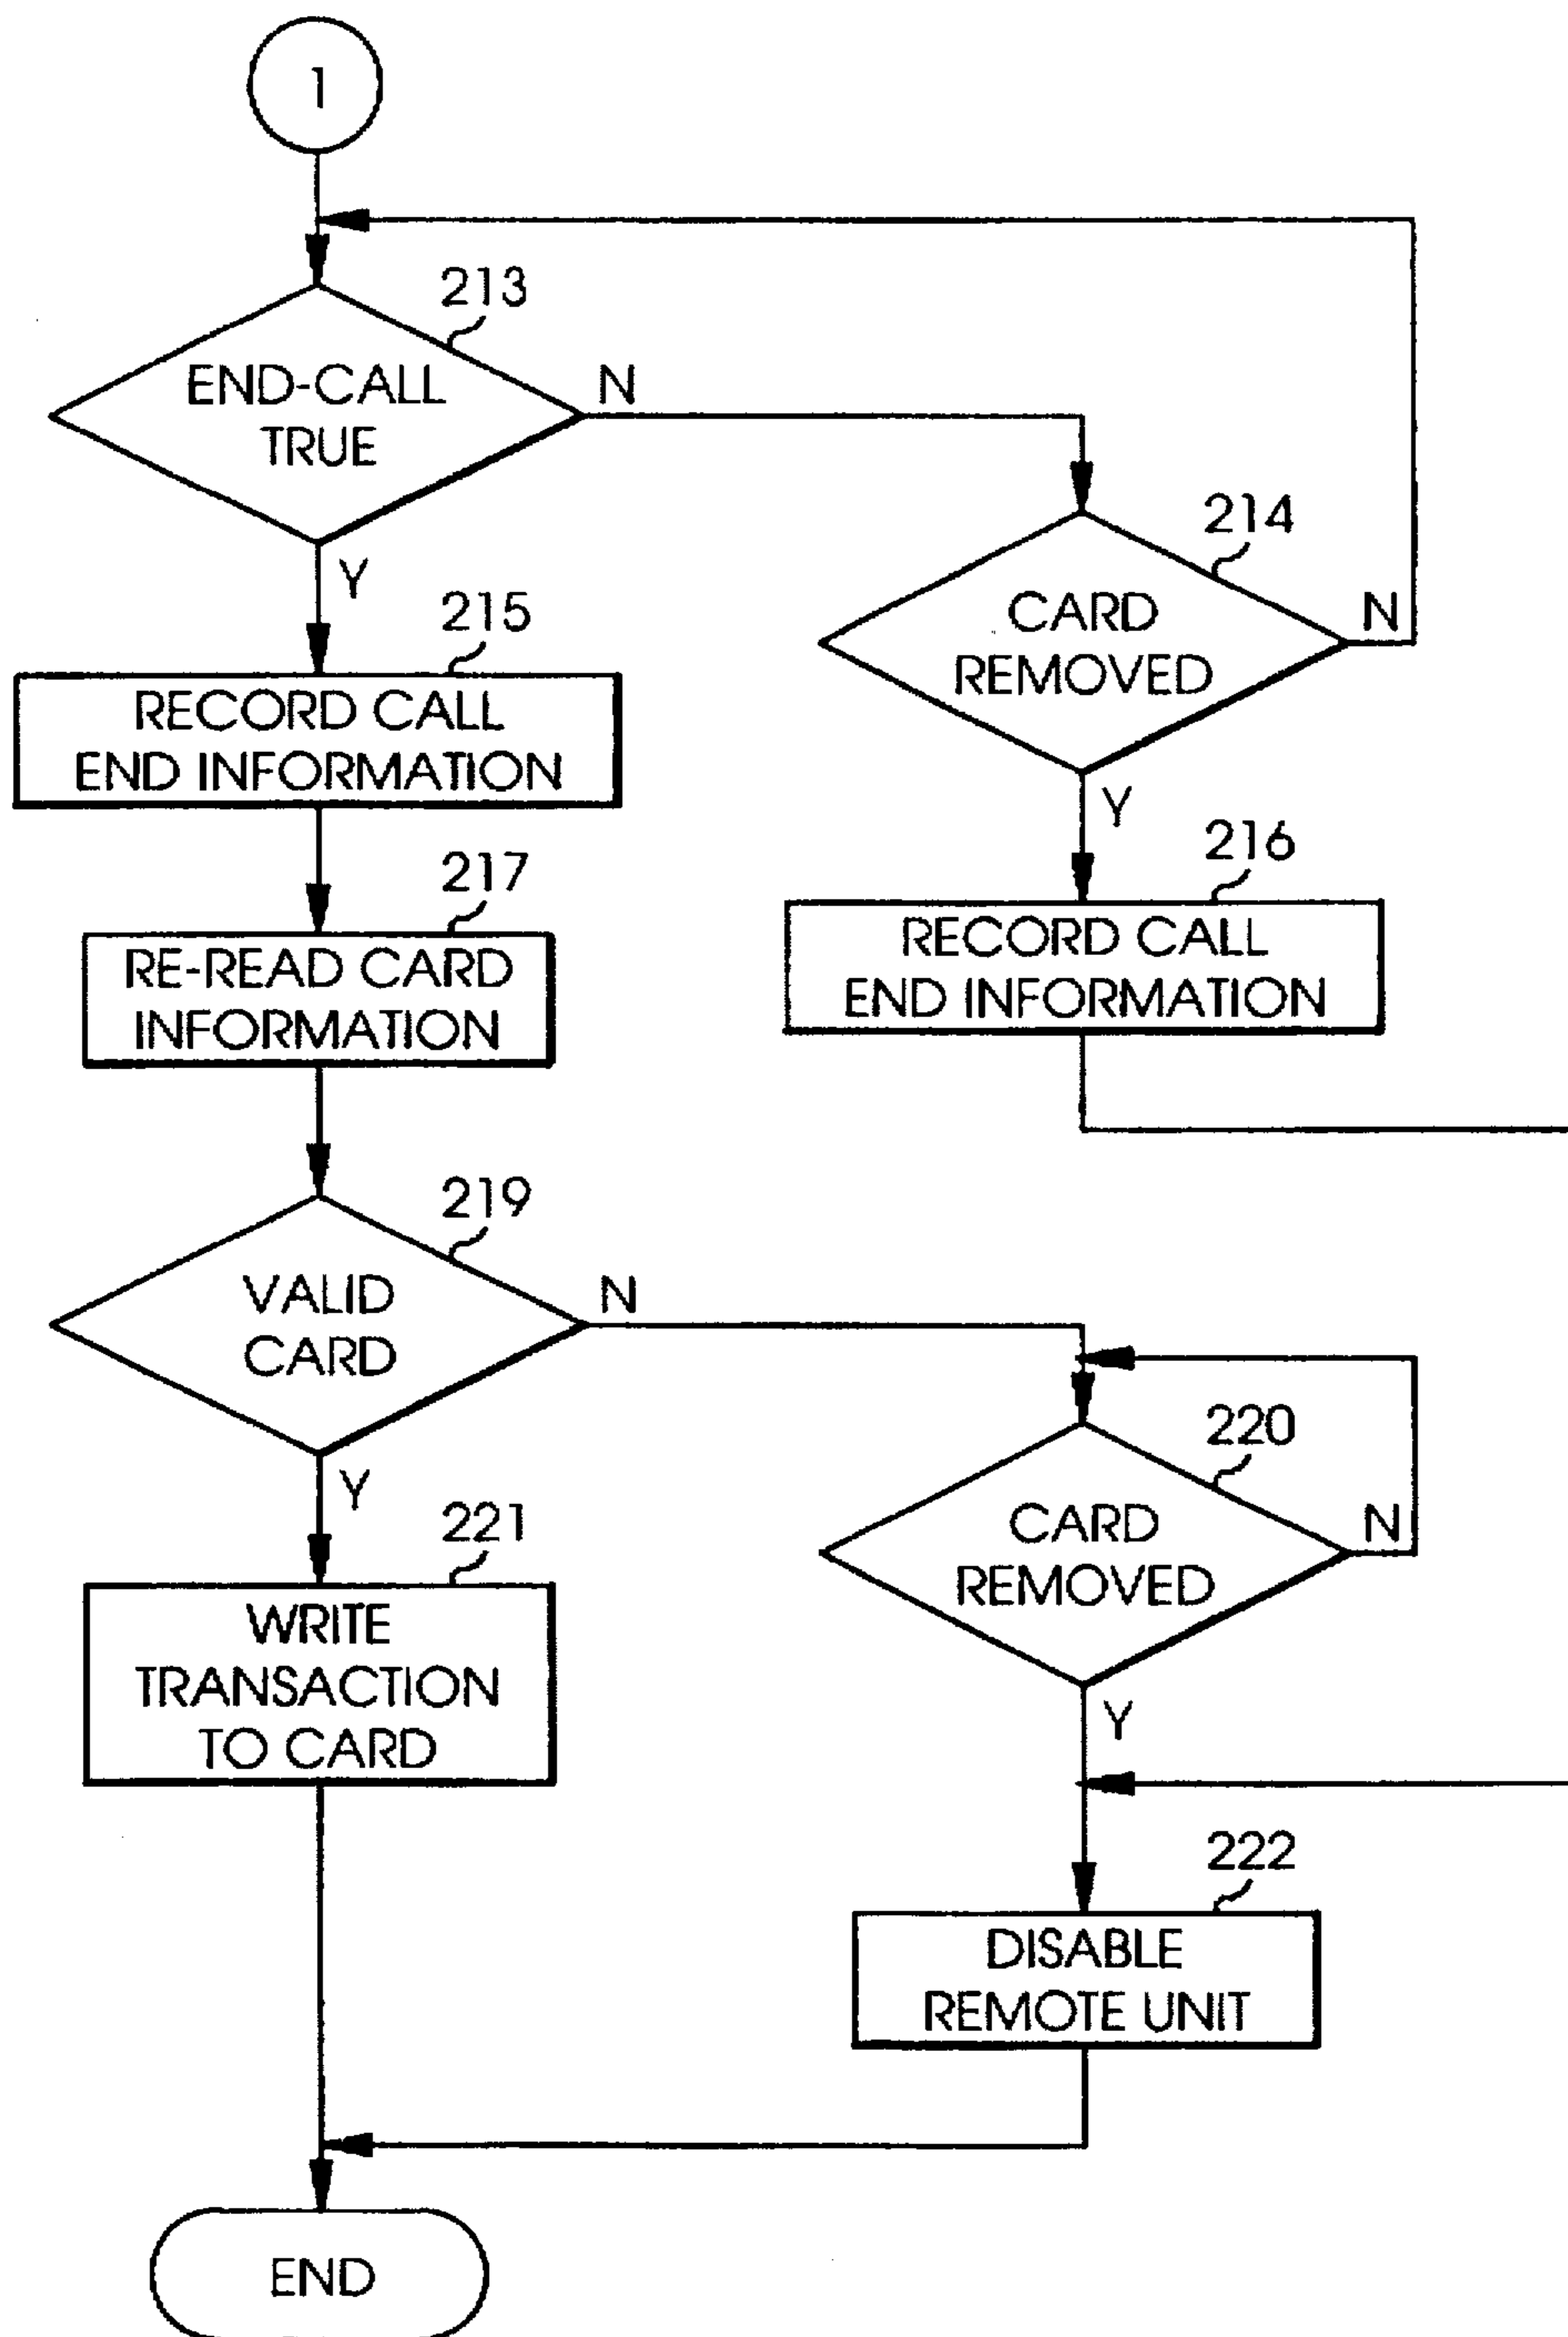 1
213
END-CALL
TRUE
N
Y
214
CARD
REMOVED
N
Y
215
RECORD CALL
END INFORMATION
216
RECORD CALL
END INFORMATION
217
RE-READ CARD
INFORMATION
219
VALID
CARD
N
Y
220
CARD
REMOVED
N
Y
221
WRITE
TRANSACTION
TO CARD
222
DISABLE
REMOTE UNIT
END